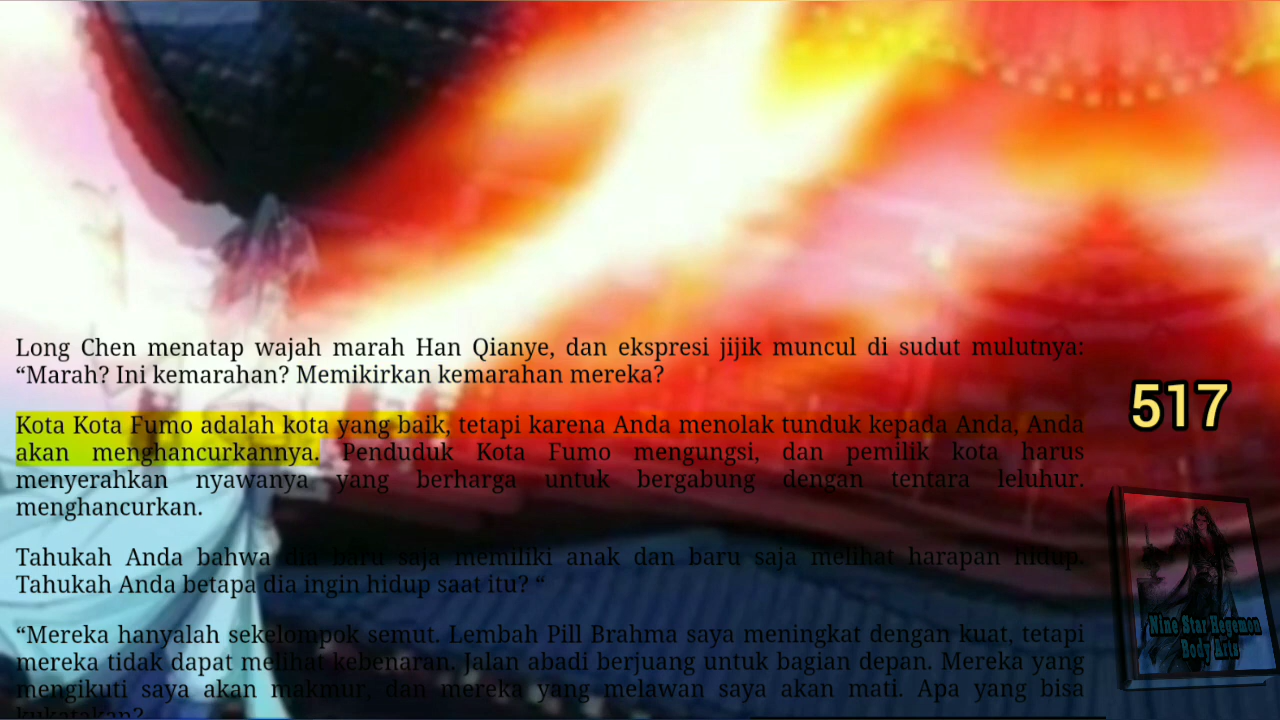 Long Chen menatap wajah marah Han Qianye, dan ekspresi jijik muncul di sudut mulutnya:
“Marah? Ini kemarahan? Memikirkan kemarahan mereka?
Kota Kota Fumo adalah kota yang baik, tetapi karena Anda menolak tunduk kepada Anda, Anda
akan menghancurkannya. Penduduk Kota Fumo mengungsi, dan pemilik kota harus
menyerahkan nyawanya yang berharga untuk bergabung dengan tentara leluhur.
menghancurkan.
Tahukah Anda bahwa dia baru saja memiliki anak dan baru saja melihat harapan hidup.
Tahukah Anda betapa dia ingin hidup saat itu? “
“Mereka hanyalah sekelompok semut. Lembah Pill Brahma saya meningkat dengan kuat, tetapi
mereka tidak dapat melihat kebenaran. Jalan abadi berjuang untuk bagian depan. Mereka yang
mengikuti saya akan makmur, dan mereka yang melawan saya akan mati. Apa yang bisa
kukatakan?
517
Nine Star Hegemon
Body Arts